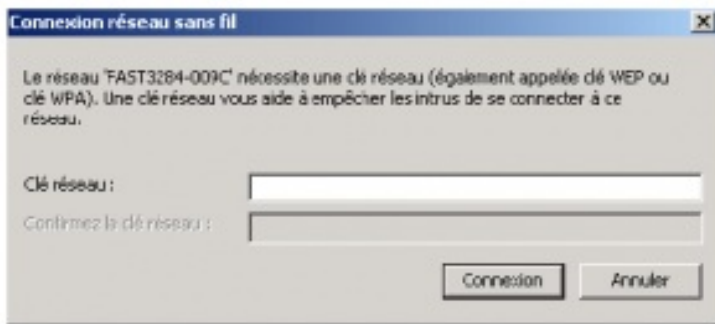 Connexion réseau sans fil
Le réseau 'FAST3284-009C' nécessite une clé réseau (également appelée clé WEP ou
clé WPA). Une clé réseau vous aide à empêcher les intrus de se connecter à ce
réseau.
Clé réseau :
Confirmez la clé réseau :
Connexion
Annuler